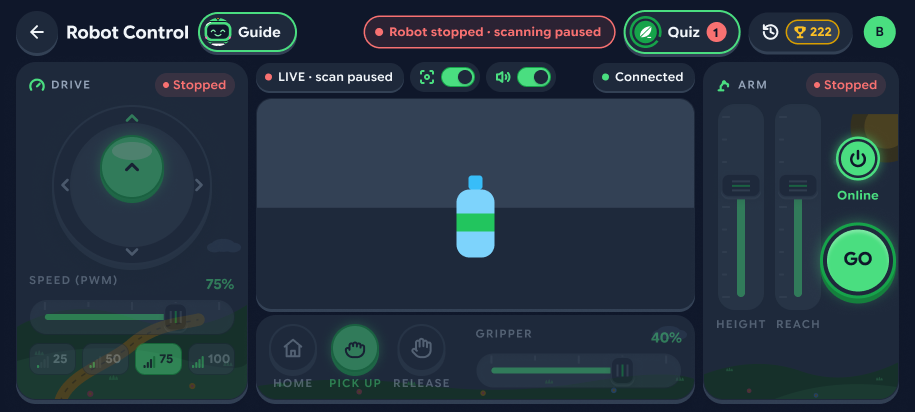 Robot Control
Guide
Robot stopped · scanning paused
Quiz
1
222
B
DRIVE
Stopped
LIVE · scan paused
Connected
ARM
Stopped
Online
GO
SPEED (PWM)
75%
25
50
75
100
HOME
PICK UP
RELEASE
GRIPPER
40%
HEIGHT
REACH